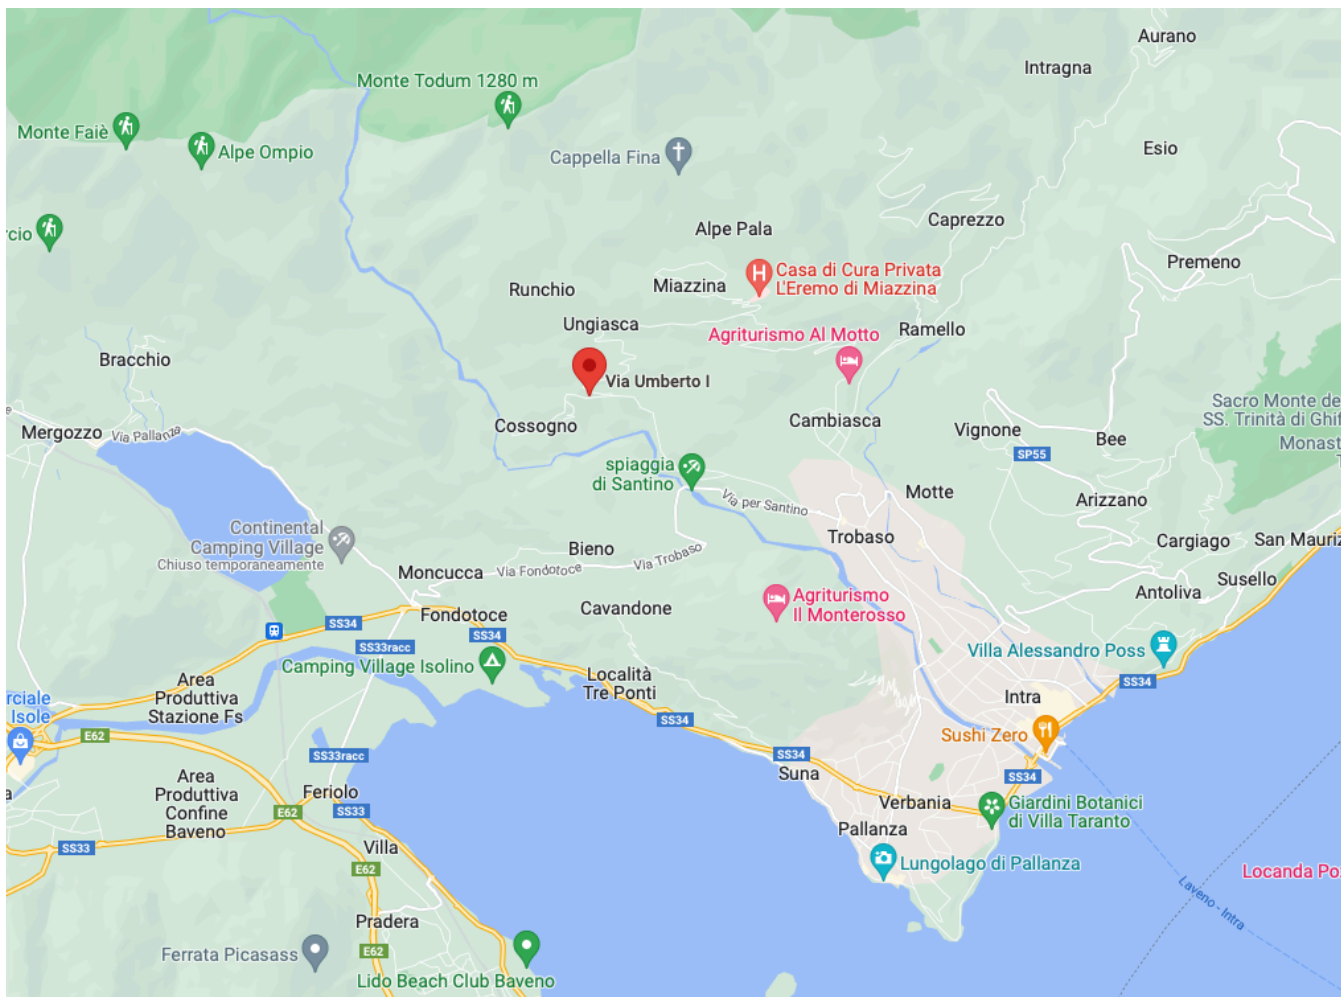 Aurano
Intragna
Monte Todum 1280 m
Monte Faiè
Alpe Ompio
Cappella Fina
Esio
rcio
Alpe Pala
Caprezzo
Premeno
Casa di Cura Privata
L'Eremo di Miazzina
Runchio
Miazzina
Ungiasca
Agriturismo Al Motto
Ramello
Bracchio
Via Umberto I
Sacro Monte de
SS. Trinità di Ghif
Monast
Cossogno
Cambiasca
Vignone
Bee
Mergozzo
Via Pallanza
SP55
spiaggia
di Santino
Via per Santino
Motte
Arizzano
Continental
Camping Village
Chiuso temporaneamente
Trobaso
Cargiago
San Mauriz
Bieno
Via Trobaso
Moncucca
Via Fondotoce
Susello
Antoliva
Agriturismo
Il Monterosso
Cavandone
Fondotoce
SS34
SS34
SS33racc
Camping Village Isolino
Villa Alessandro Poss
Località
Tre Ponti
SS34
Area
Produttiva
Stazione Fs
rciale
Isole
Intra
SS34
Sushi Zero
E62
SS33racc
SS34
Suna
SS34
Area
Produttiva
Confine
Baveno
Feriolo
a
E62
SS33
Verbania
Giardini Botanici
di Villa Taranto
Pallanza
SS33
Villa
Lungolago di Pallanza
E62
Locanda Po
Laveno - Intra
Pradera
E62
Ferrata Picasass
Lido Beach Club Baveno